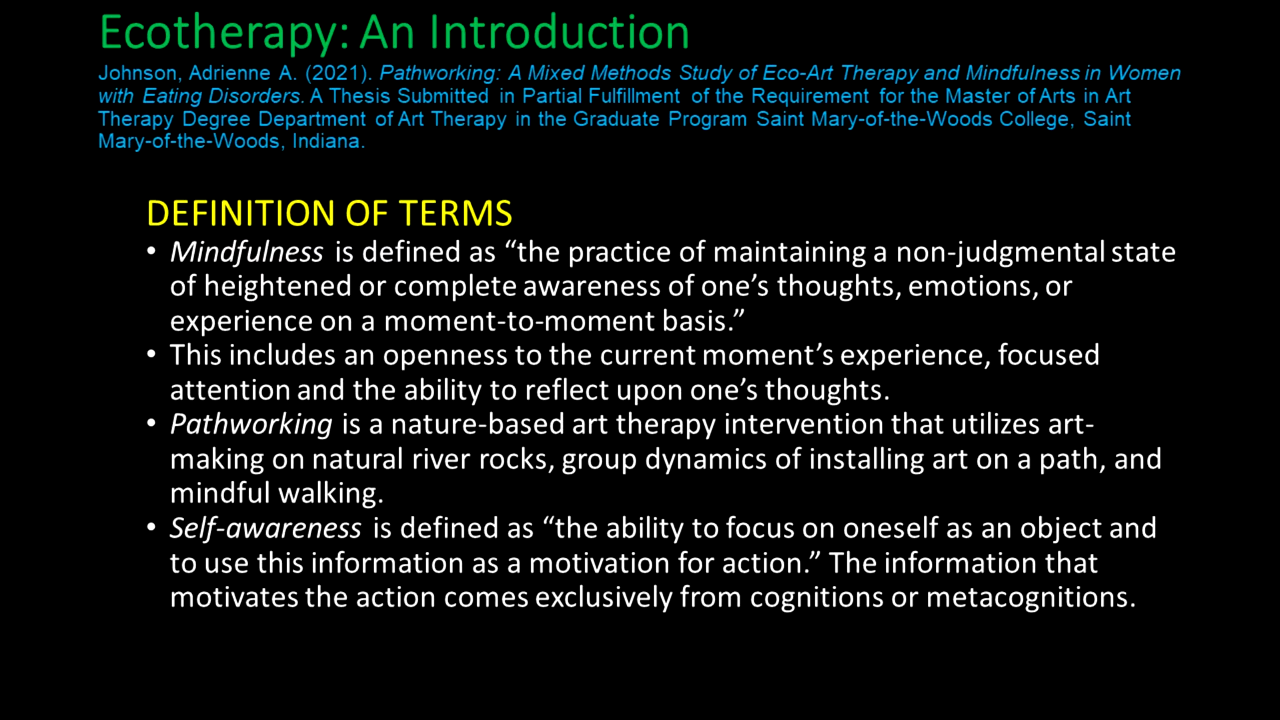 Ecotherapy: An Introduction
Johnson, Adrienne A. (2021). Pathworking: A Mixed Methods Study of Eco-Art Therapy and Mindfulness in Women
with Eating Disorders. A Thesis Submitted in Partial Fulfillment of the Requirement for the Master of Arts in Art
Therapy Degree Department of Art Therapy in the Graduate Program Saint Mary-of-the-Woods College, Saint
Mary-of-the-Woods, Indiana.
DEFINITION OF TERMS
• Mindfulness is defined as “the practice of maintaining a non-judgmental state
of heightened or complete awareness of one’s thoughts, emotions, or
experience on a moment-to-moment basis.”
• This includes an openness to the current moment’s experience, focused
attention and the ability to reflect upon one’s thoughts.
• Pathworking is a nature-based art therapy intervention that utilizes art-
making on natural river rocks, group dynamics of installing art on a path, and
mindful walking.
• Self-awareness is defined as “the ability to focus on oneself as an object and
to use this information as a motivation for action.” The information that
motivates the action comes exclusively from cognitions or metacognitions.